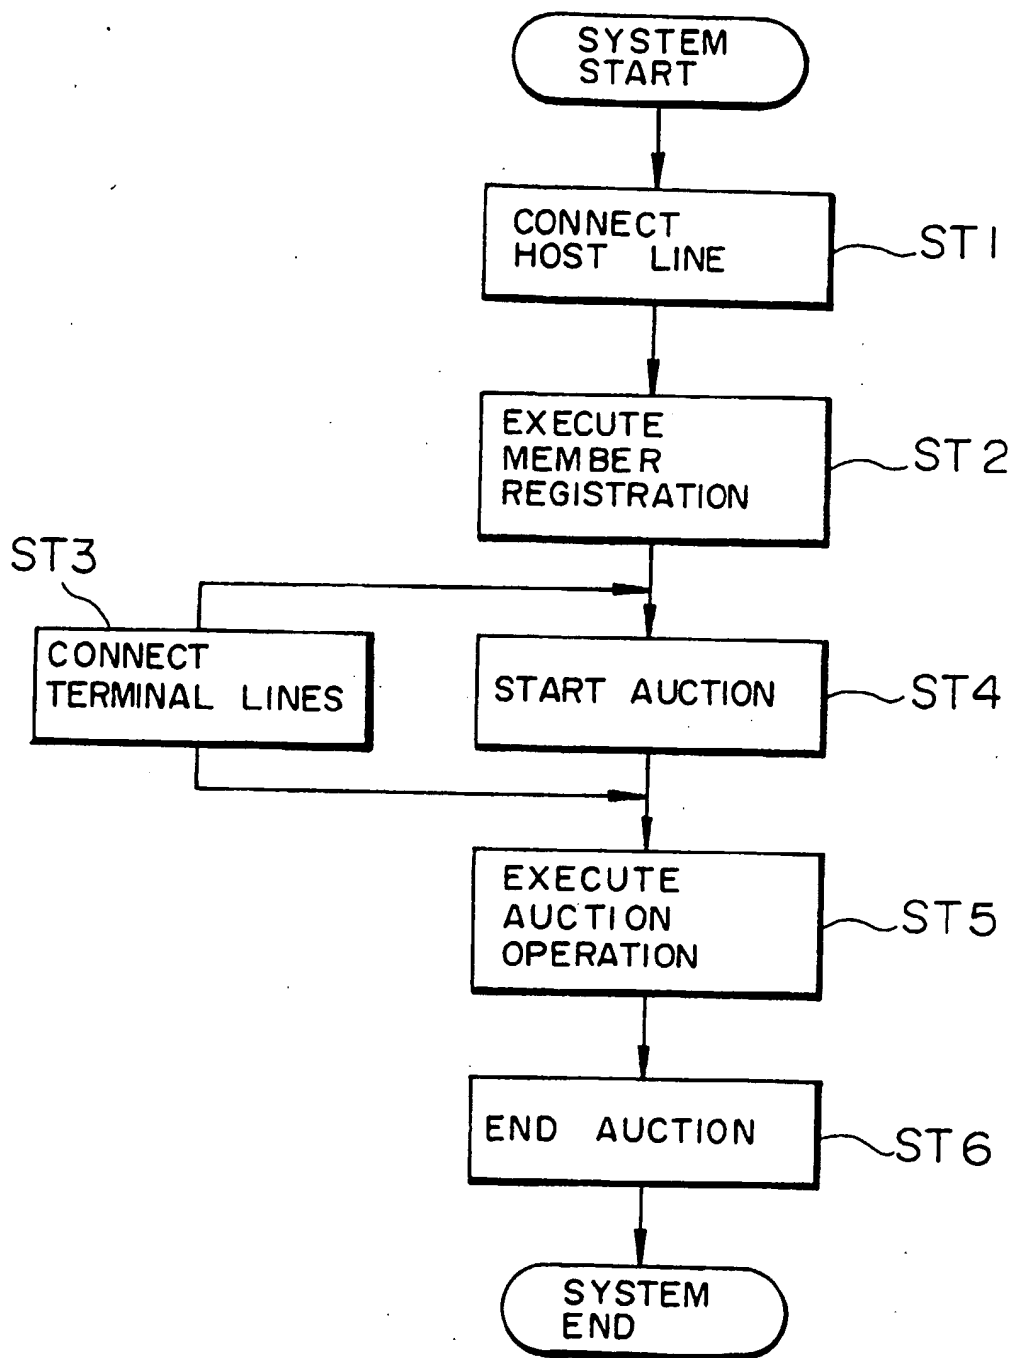 SYSTEM
START
CONNECT
HOST LINE
ST1
EXECUTE
MEMBER
REGISTRATION
ST2
ST3
CONNECT
TERMINAL LINES
START AUCTION
ST4
EXECUTE
AUCTION
OPERATION
ST5
END AUCTION
ST6
SYSTEM
END